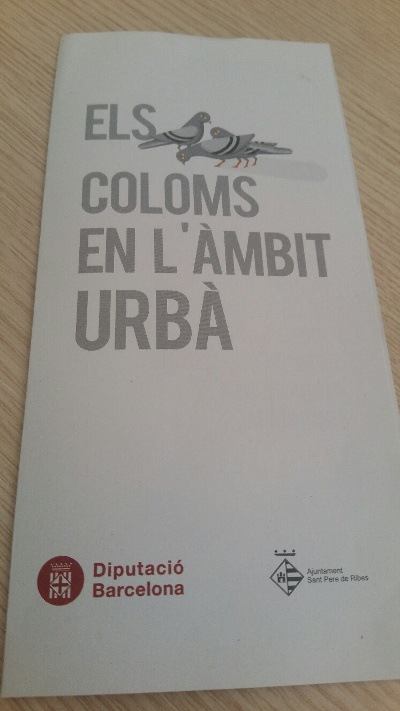 ELS
COLOMS
EN L'ÀMBIT
URBÀ
Diputació
Barcelona
Ajuntament
Sant Pere de Ribes